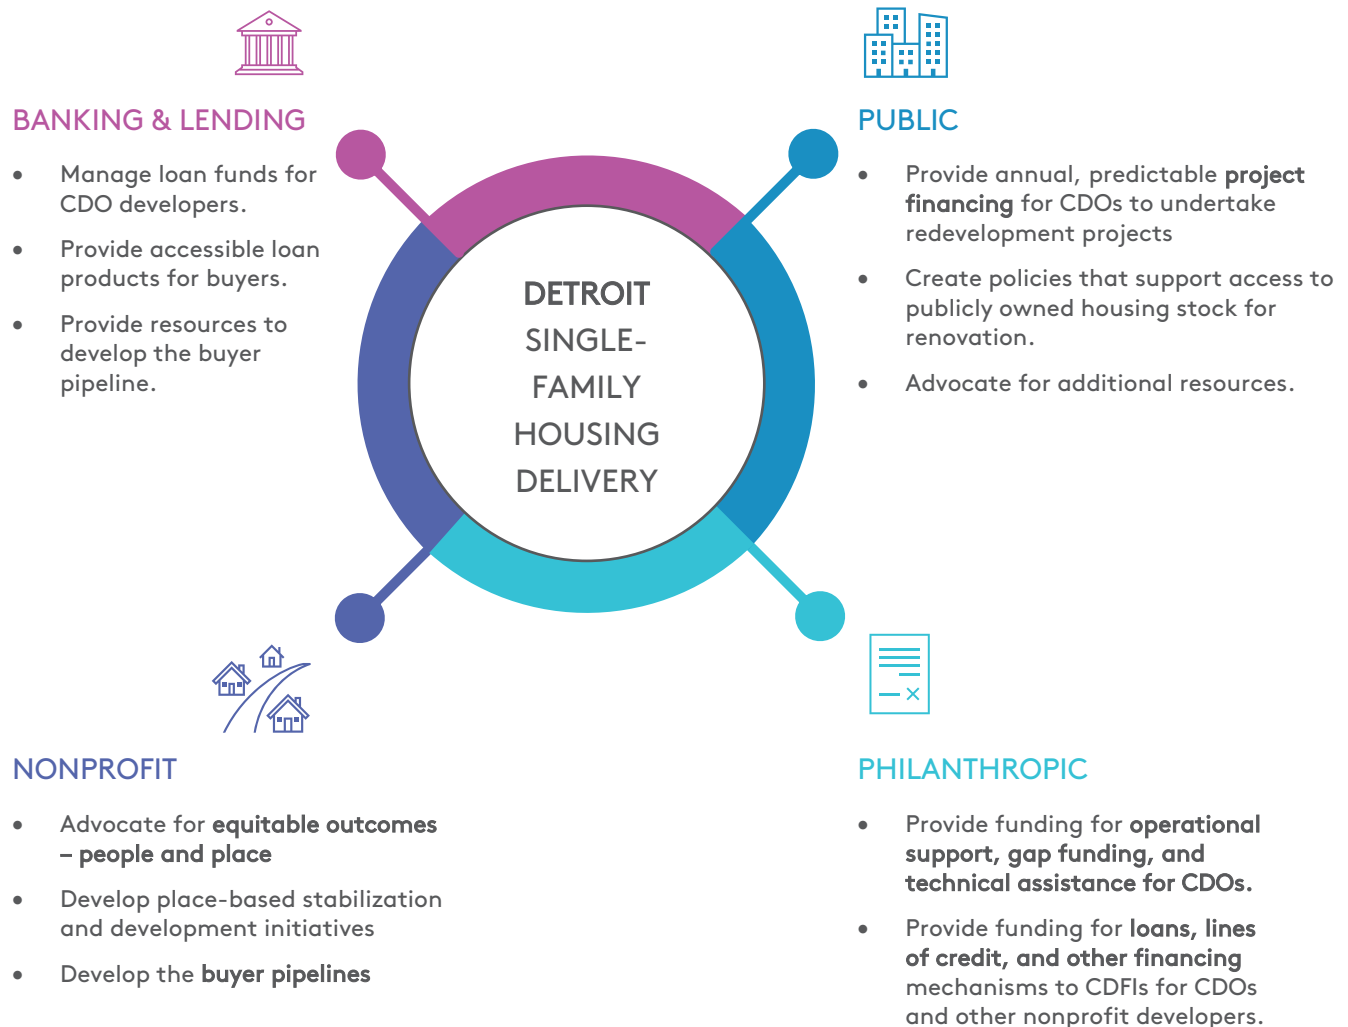 BANKING & LENDING
• Manage loan funds for
CDO developers.
• Provide accessible loan
products for buyers.
• Provide resources to
develop the buyer
pipeline.
PUBLIC
• Provide annual, predictable project
financing for CDOs to undertake
redevelopment projects
• Create policies that support access to
publicly owned housing stock for
renovation.
• Advocate for additional resources.
DETROIT
SINGLE-
FAMILY
HOUSING
DELIVERY
NONPROFIT
• Advocate for equitable outcomes
– people and place
• Develop place-based stabilization
and development initiatives
• Develop the buyer pipelines
PHILANTHROPIC
• Provide funding for operational
support, gap funding, and
technical assistance for CDOs.
• Provide funding for loans, lines
of credit, and other financing
mechanisms to CDFIs for CDOs
and other nonprofit developers.